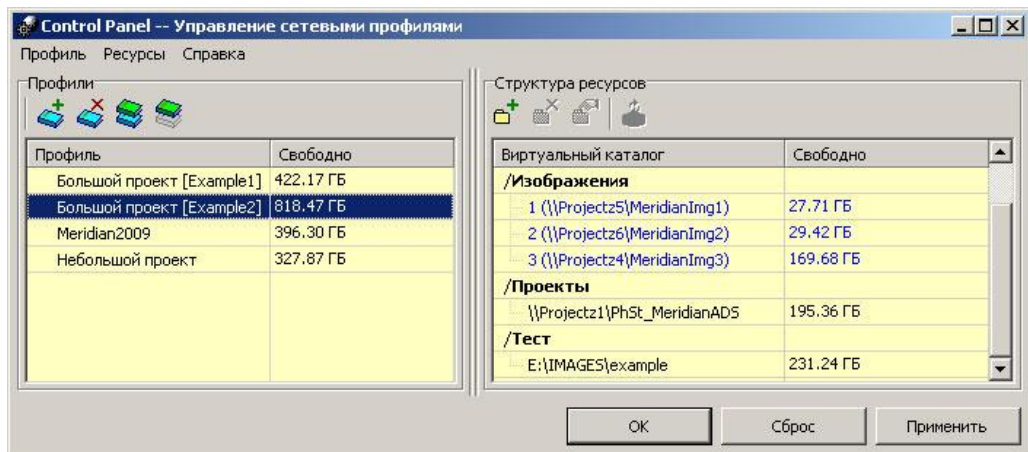 Control Panel -- Управление сетевыми профилями
Профиль Ресурсы Справка
Профили
Профиль Свободно
Большой проект [Example1] 422.17 ГБ
Большой проект [Example2] 818.47 ГБ
Meridian2009 396.30 ГБ
Небольшой проект 327.87 ГБ
Структура ресурсов
Виртуальный каталог Свободно
/Изображения
1 (\\Projectz5\MeridianImg1) 27.71 ГБ
2 (\\Projectz6\MeridianImg2) 29.42 ГБ
3 (\\Projectz4\MeridianImg3) 169.68 ГБ
/Проекты
\\Projectz1\PhSt_MeridianADS 195.36 ГБ
/Тест
E:\IMAGES\example 231.24 ГБ
OK Сброс Применить